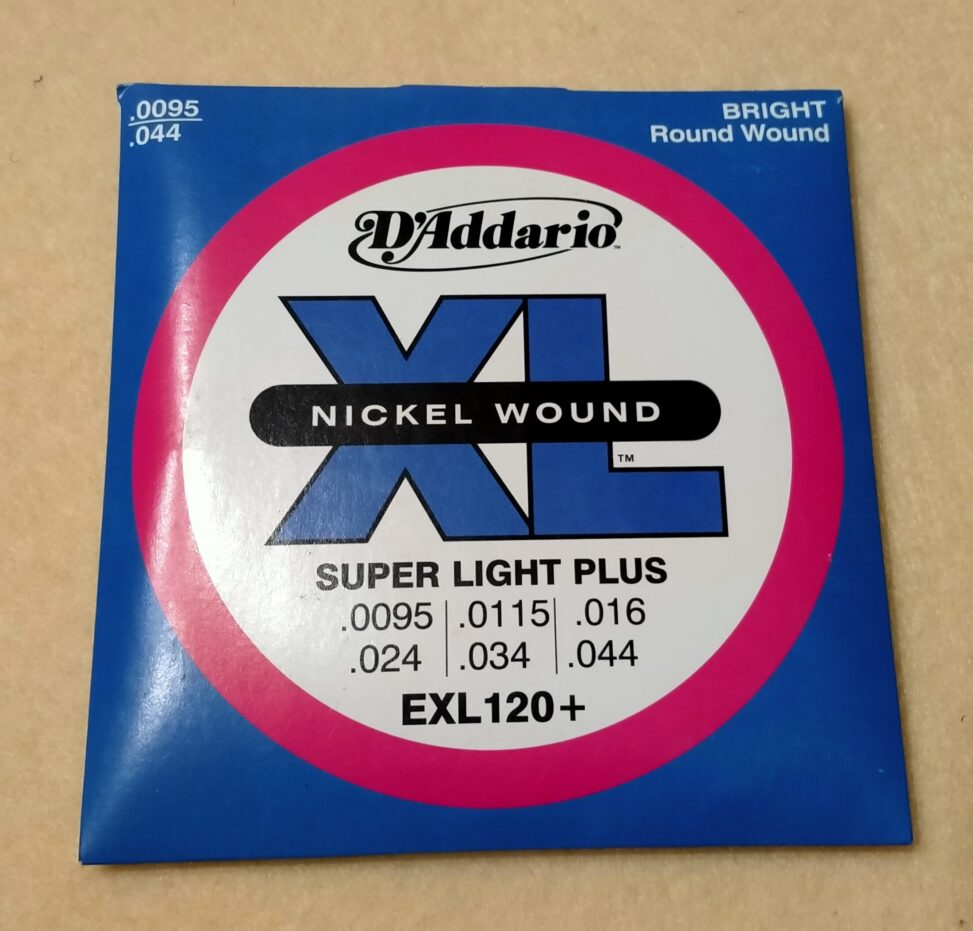 .0095
.044
BRIGHT
Round Wound
D'Addario™
XL
NICKEL WOUND
™
SUPER LIGHT PLUS
.0095 | .0115 | .016
.024 | .034 | .044
EXL120+